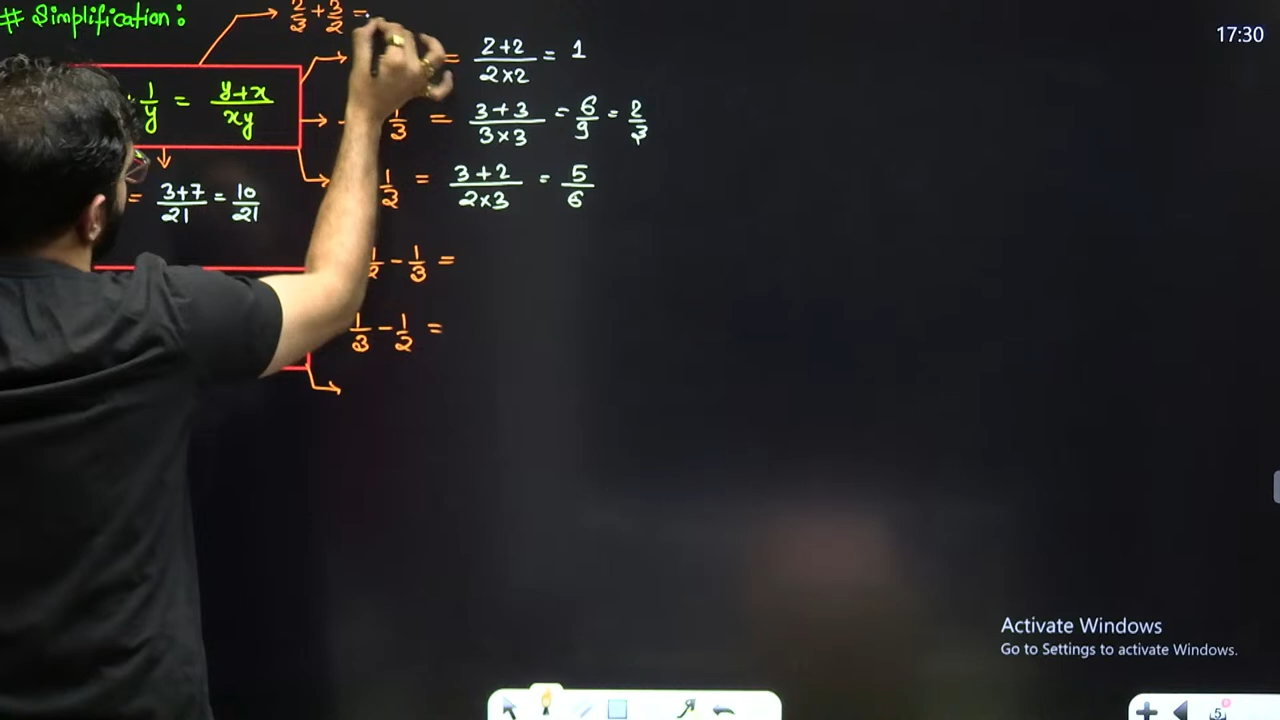 # Simplification:
2/3 + 3/2 =
17:30
= (2+2)/(2×2) = 1
1/y = (y+x)/xy
1/3 = (3+3)/(3×3) = 6/9 = 2/3
1/2 = (3+2)/(2×3) = 5/6
= (3+7)/21 = 10/21
1/2 - 1/3 =
1/3 - 1/2 =
Activate Windows
Go to Settings to activate Windows.
5